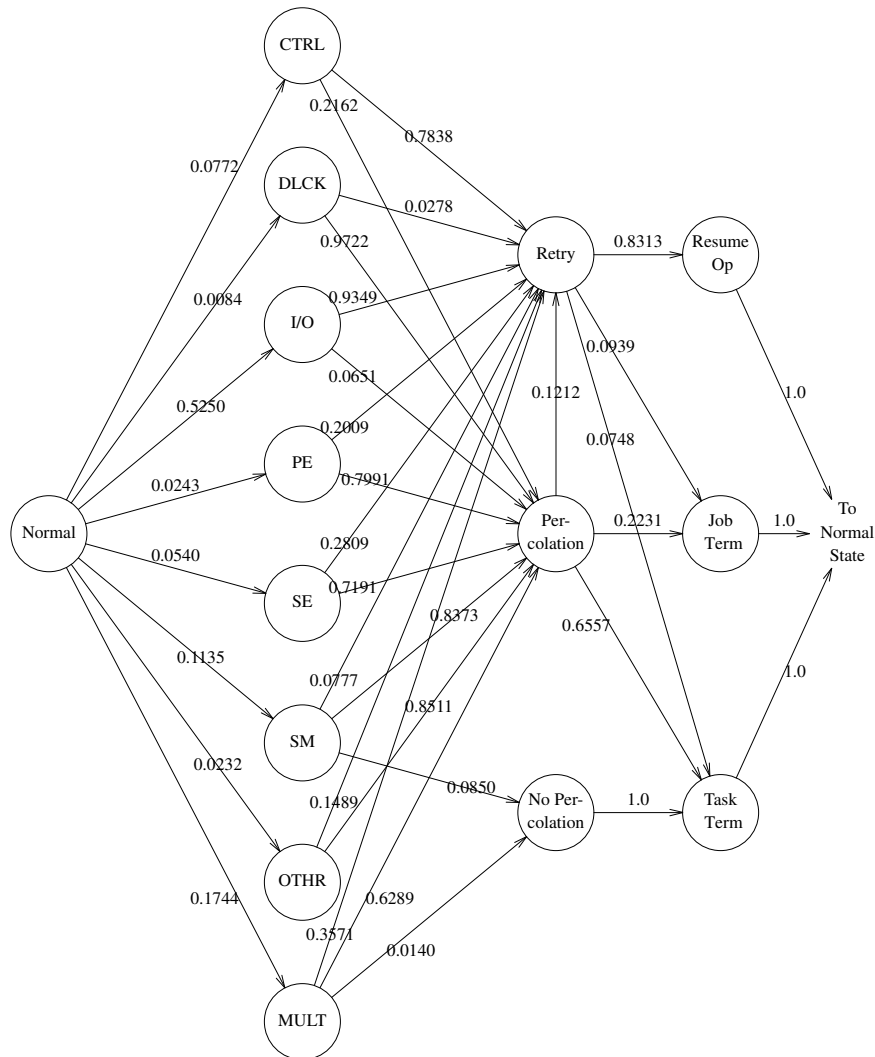 CTRL
0.2162
0.7838
0.0772
DLCK
0.0278
0.9722
Retry
0.8313
Resume
Op
0.0084
0.9349
I/O
0.0939
0.0651
0.1212
1.0
0.5250
0.2009
0.0748
PE
0.7991
0.0243
Normal
0.2809
Per-
colation
0.2231
Job
Term
1.0
To
Normal
State
0.0540
0.7191
SE
0.8373
0.6557
0.1135
0.0777
1.0
SM
0.8511
0.0232
0.0850
0.1489
No Per-
colation
1.0
Task
Term
OTHR
0.1744
0.6289
0.3571
0.0140
MULT